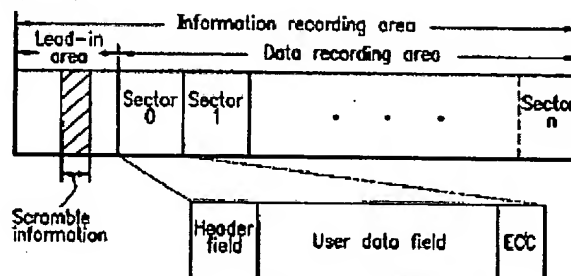 Information recording area
Lead-in
area
Data recording area
Sector
0
Sector
1
. . .
Sector
n
Scramble
information
Header
field
User data field
ECC